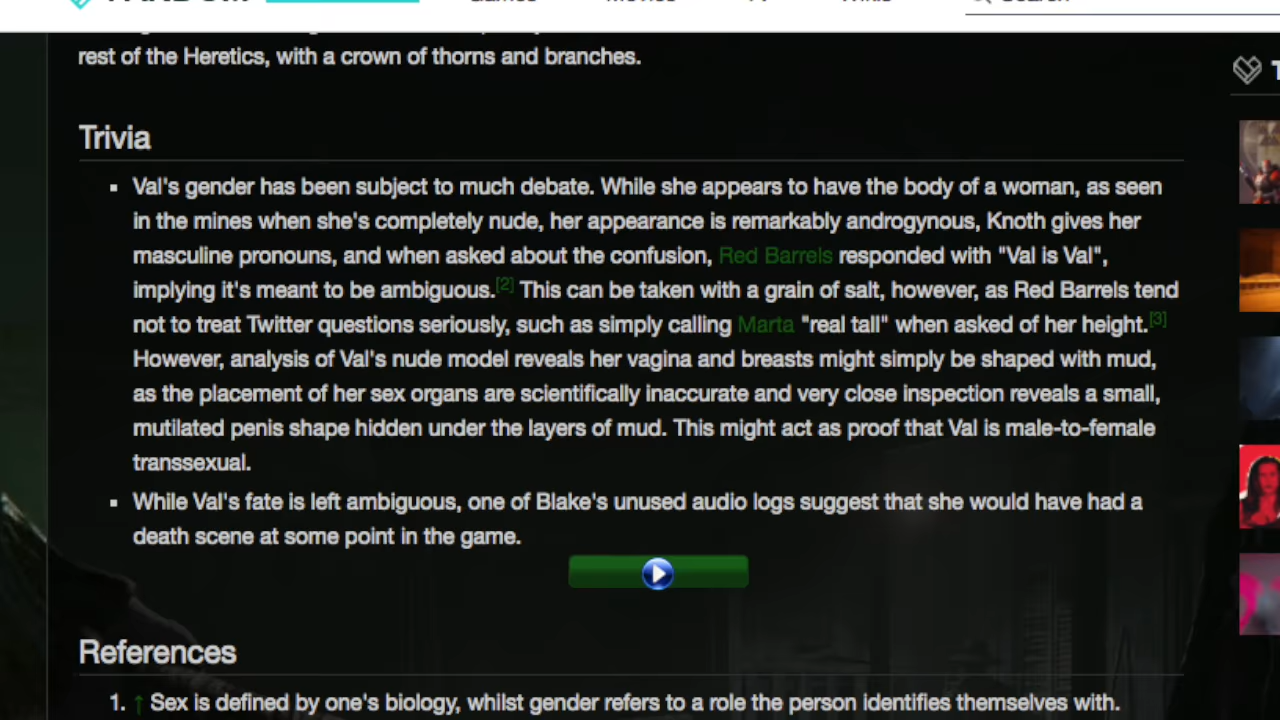 rest of the Heretics, with a crown of thorns and branches.
Trivia
Val's gender has been subject to much debate. While she appears to have the body of a woman, as seen
in the mines when she's completely nude, her appearance is remarkably androgynous, Knoth gives her
masculine pronouns, and when asked about the confusion, Red Barrels responded with "Val is Val",
implying it's meant to be ambiguous.[2] This can be taken with a grain of salt, however, as Red Barrels tend
not to treat Twitter questions seriously, such as simply calling Marta "real tall" when asked of her height.[3]
However, analysis of Val's nude model reveals her vagina and breasts might simply be shaped with mud,
as the placement of her sex organs are scientifically inaccurate and very close inspection reveals a small,
mutilated penis shape hidden under the layers of mud. This might act as proof that Val is male-to-female
transsexual.
While Val's fate is left ambiguous, one of Blake's unused audio logs suggest that she would have had a
death scene at some point in the game.
References
1. ↑ Sex is defined by one's biology, whilst gender refers to a role the person identifies themselves with.